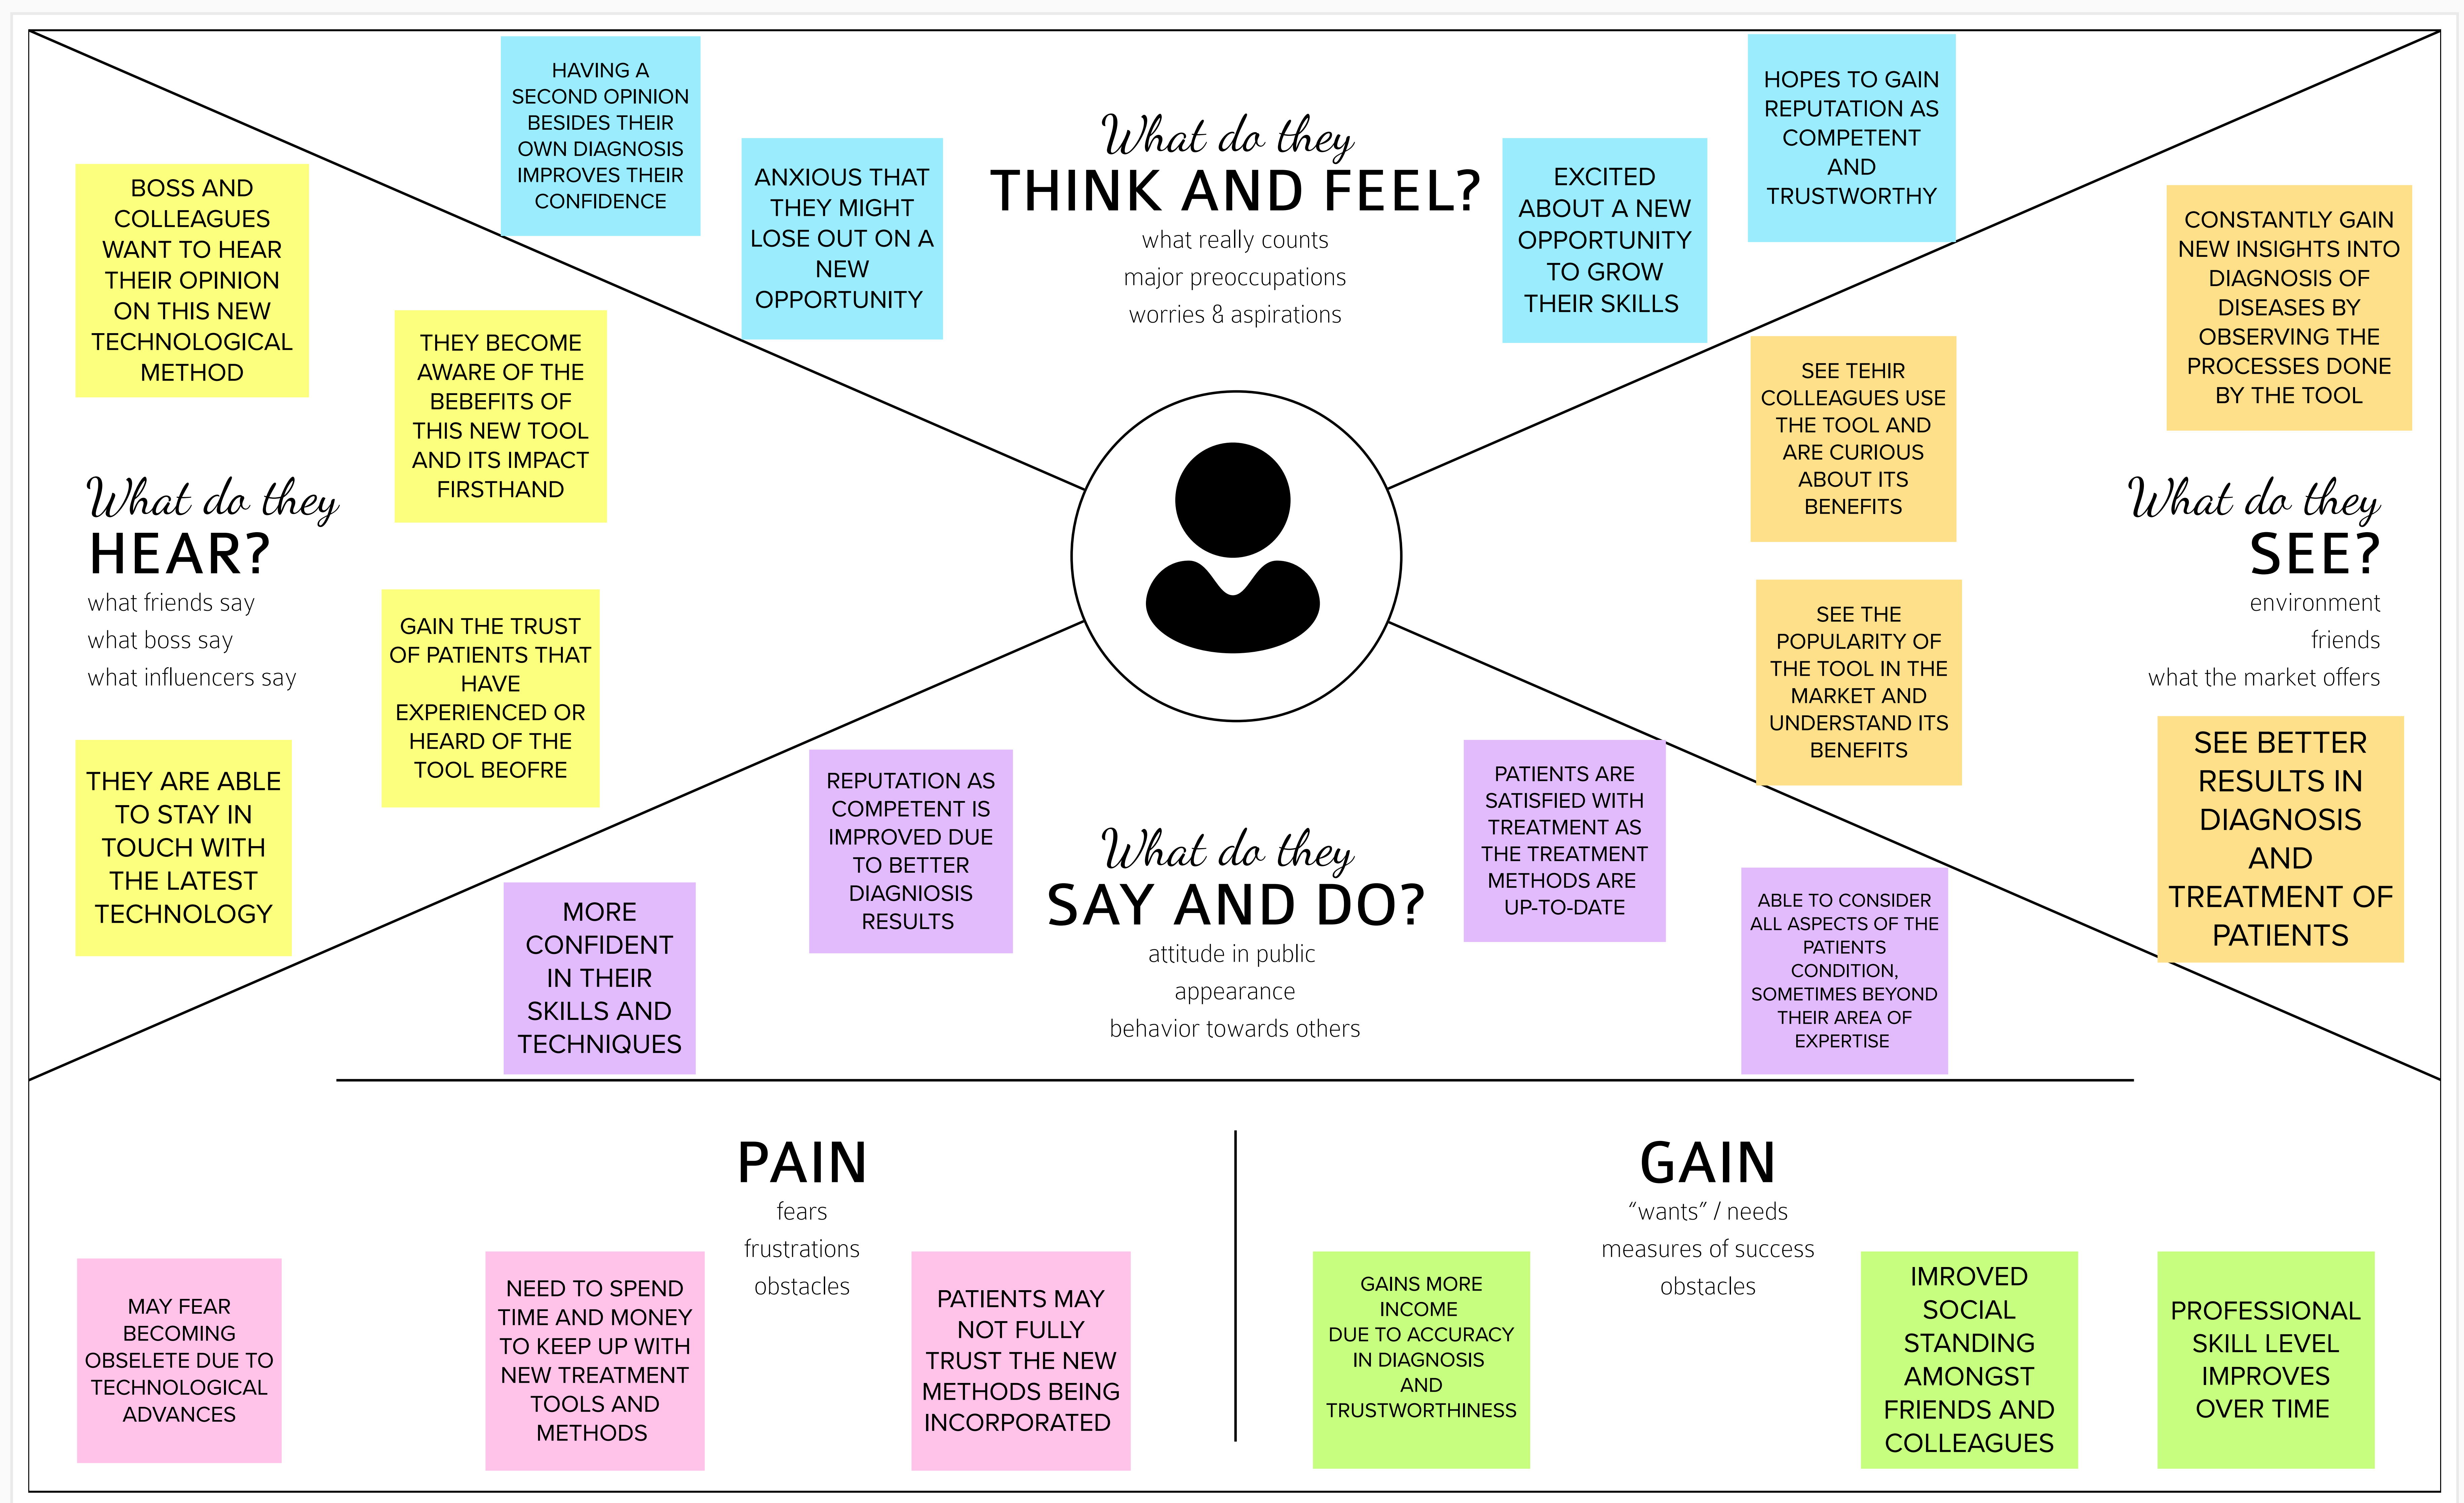 HAVING A
SECOND OPINION
BESIDES THEIR
OWN DIAGNOSIS
IMPROVES THEIR
CONFIDENCE
ANXIOUS THAT
THEY MIGHT
LOSE OUT ON A
NEW
OPPORTUNITY
What do they
THINK AND FEEL?
what really counts
major preoccupations
worries & aspirations
EXCITED
ABOUT A NEW
OPPORTUNITY
TO GROW
THEIR SKILLS
HOPES TO GAIN
REPUTATION AS
COMPETENT
AND
TRUSTWORTHY
BOSS AND
COLLEAGUES
WANT TO HEAR
THEIR OPINION
ON THIS NEW
TECHNOLOGICAL
METHOD
THEY BECOME
AWARE OF THE
BEBEFITS OF
THIS NEW TOOL
AND ITS IMPACT
FIRSTHAND
What do they
HEAR?
what friends say
what boss say
what influencers say
GAIN THE TRUST
OF PATIENTS THAT
HAVE
EXPERIENCED OR
HEARD OF THE
TOOL BEOFRE
THEY ARE ABLE
TO STAY IN
TOUCH WITH
THE LATEST
TECHNOLOGY
CONSTANTLY GAIN
NEW INSIGHTS INTO
DIAGNOSIS OF
DISEASES BY
OBSERVING THE
PROCESSES DONE
BY THE TOOL
SEE TEHIR
COLLEAGUES USE
THE TOOL AND
ARE CURIOUS
ABOUT ITS
BENEFITS
What do they
SEE?
environment
friends
what the market offers
SEE THE
POPULARITY OF
THE TOOL IN THE
MARKET AND
UNDERSTAND ITS
BENEFITS
SEE BETTER
RESULTS IN
DIAGNOSIS
AND
TREATMENT OF
PATIENTS
MORE
CONFIDENT
IN THEIR
SKILLS AND
TECHNIQUES
REPUTATION AS
COMPETENT IS
IMPROVED DUE
TO BETTER
DIAGNIOSIS
RESULTS
What do they
SAY AND DO?
attitude in public
appearance
behavior towards others
PATIENTS ARE
SATISFIED WITH
TREATMENT AS
THE TREATMENT
METHODS ARE
UP-TO-DATE
ABLE TO CONSIDER
ALL ASPECTS OF THE
PATIENTS
CONDITION,
SOMETIMES BEYOND
THEIR AREA OF
EXPERTISE
PAIN
fears
frustrations
obstacles
MAY FEAR
BECOMING
OBSELETE DUE TO
TECHNOLOGICAL
ADVANCES
NEED TO SPEND
TIME AND MONEY
TO KEEP UP WITH
NEW TREATMENT
TOOLS AND
METHODS
PATIENTS MAY
NOT FULLY
TRUST THE NEW
METHODS BEING
INCORPORATED
GAIN
“wants” / needs
measures of success
obstacles
GAINS MORE
INCOME
DUE TO ACCURACY
IN DIAGNOSIS
AND
TRUSTWORTHINESS
IMROVED
SOCIAL
STANDING
AMONGST
FRIENDS AND
COLLEAGUES
PROFESSIONAL
SKILL LEVEL
IMPROVES
OVER TIME